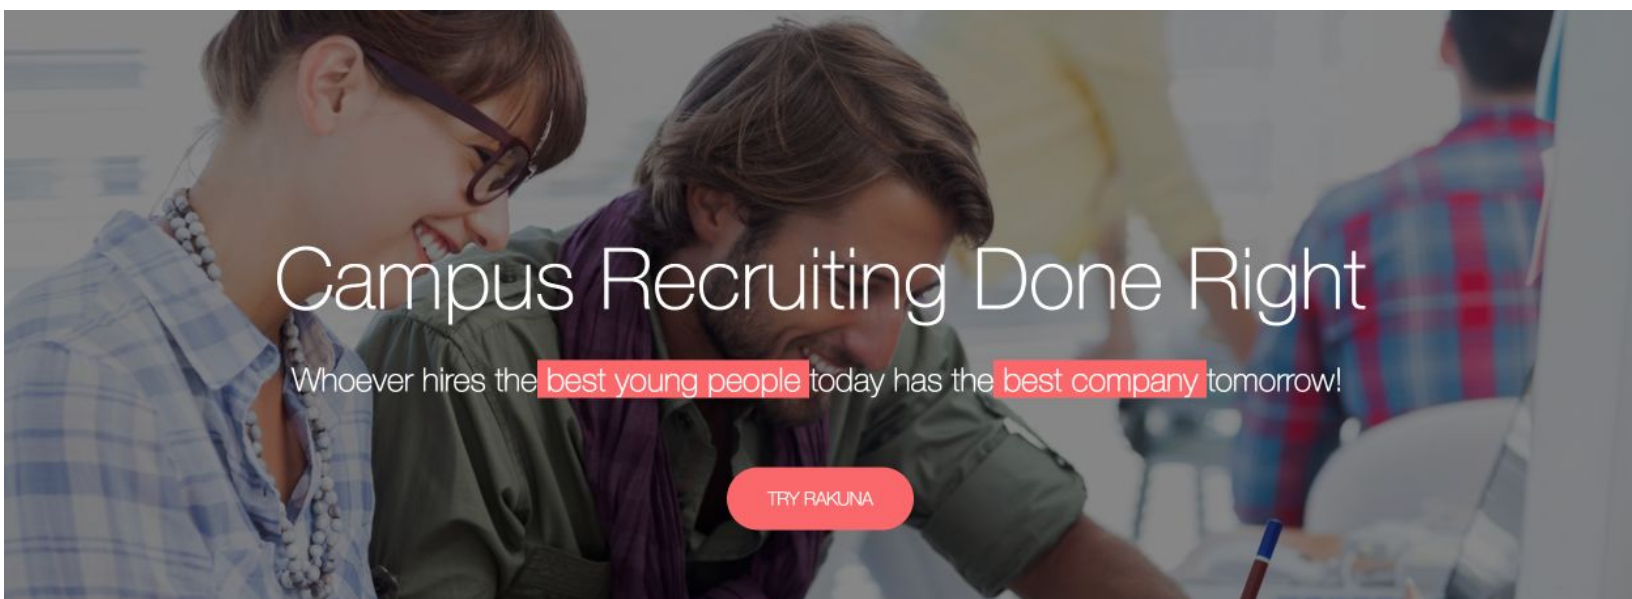 Campus Recruiting Done Right
Whoever hires the best young people today has the best company tomorrow!
TRY RAKUNA